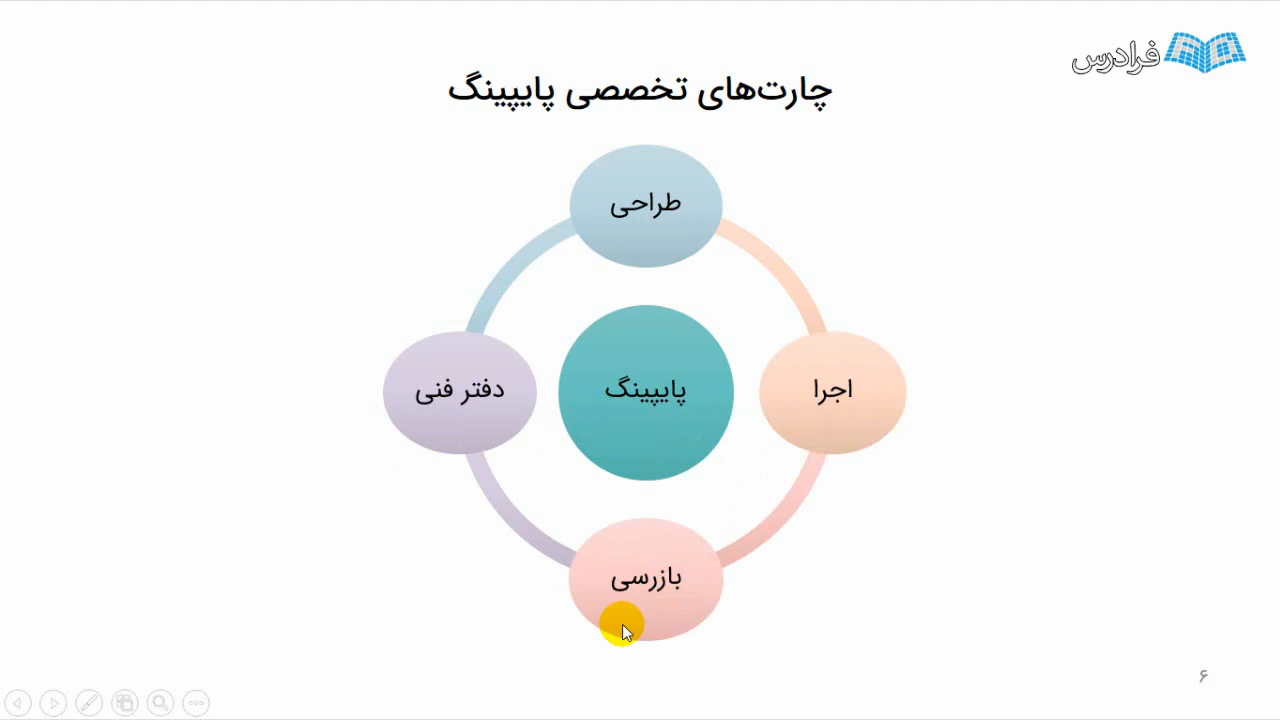 فرادرس
چارت‌های تخصصی پایپینگ
طراحی
دفتر فنی
پایپینگ
اجرا
بازرسی
۶